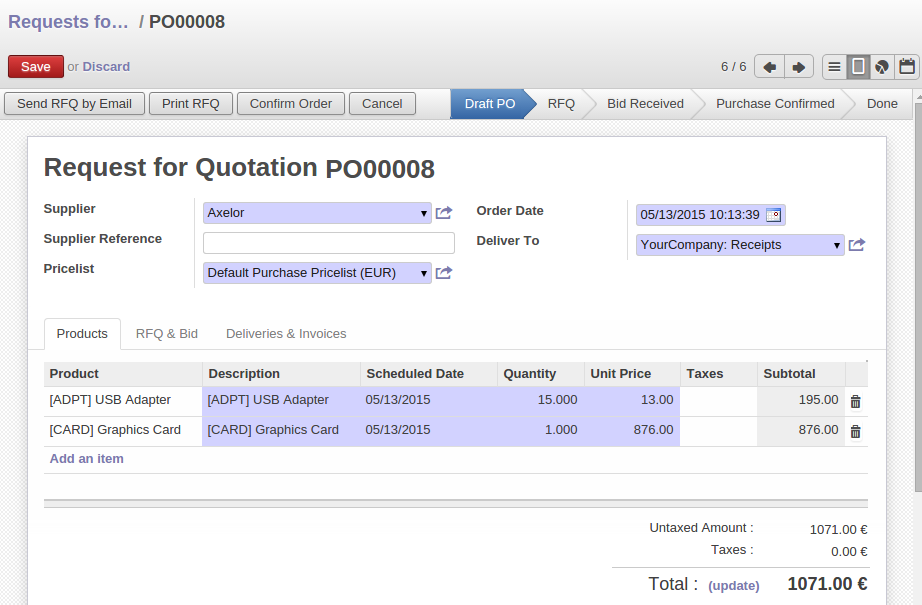 Requests fo... / PO00008
Save or Discard
6 / 6
Send RFQ by Email Print RFQ Confirm Order Cancel Draft PO RFQ Bid Received Purchase Confirmed Done
Request for Quotation PO00008
Supplier Axelor Order Date 05/13/2015 10:13:39
Supplier Reference Deliver To YourCompany: Receipts
Pricelist Default Purchase Pricelist (EUR)
Products RFQ & Bid Deliveries & Invoices
Product Description Scheduled Date Quantity Unit Price Taxes Subtotal
[ADPT] USB Adapter [ADPT] USB Adapter 05/13/2015 15.000 13.00 195.00
[CARD] Graphics Card [CARD] Graphics Card 05/13/2015 1.000 876.00 876.00
Add an item
Untaxed Amount : 1071.00 €
Taxes : 0.00 €
Total : (update) 1071.00 €